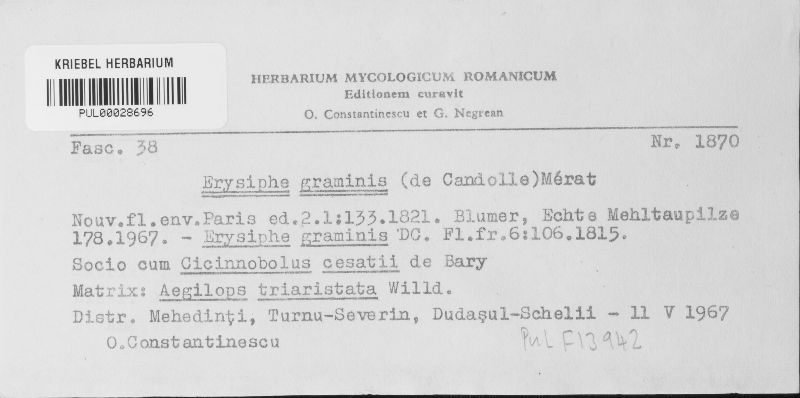 KRIEBEL HERBARIUM
PUL00028696
HERBARIUM MYCOLOGICUM ROMANICUM
Editionem curavit
O. Constantinescu et G. Negrean
Fasc. 38 Nr. 1870
Erysiphe graminis (de Candolle)Mérat
Nouv.fl.env.Paris ed.2.1:133.1821. Blumer, Echte Mehltaupilze
178.1967. - Erysiphe graminis DC. Fl.fr.6:106.1815.
Socio cum Cicinnobolus cesatii de Bary
Matrix: Aegilops triaristata Willd.
Distr. Mehedinţi, Turnu-Severin, Dudaşul-Schelii - 11 V 1967
O.Constantinescu
PUL F13942